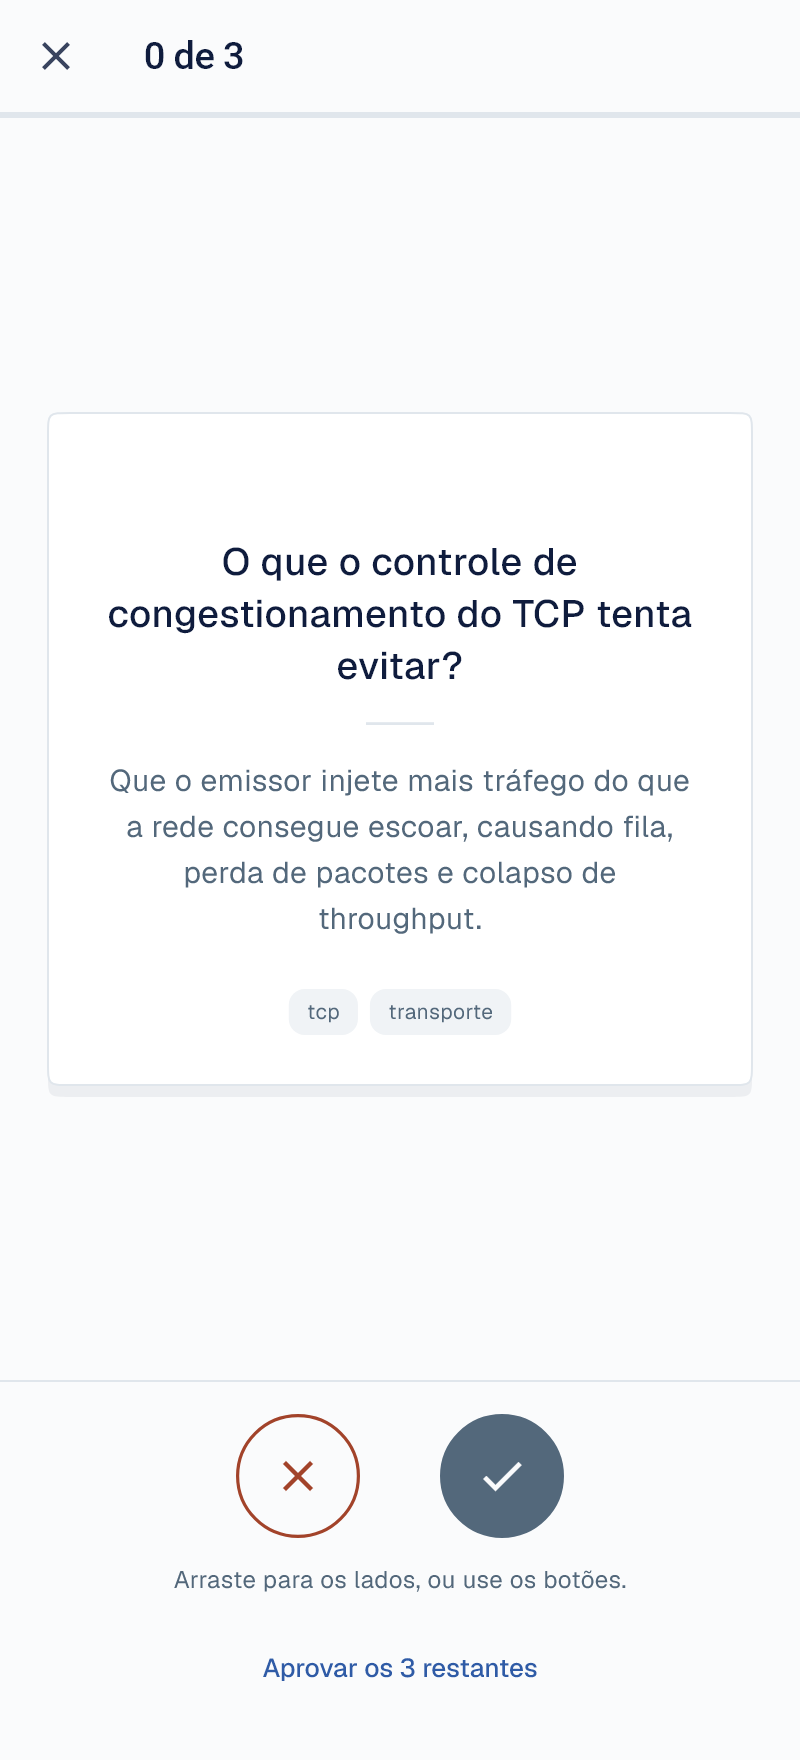 0 de 3
O que o controle de
congestionamento do TCP tenta
evitar?
Que o emissor injete mais tráfego do que
a rede consegue escoar, causando fila,
perda de pacotes e colapso de
throughput.
tcp transporte
Arraste para os lados, ou use os botões.
Aprovar os 3 restantes